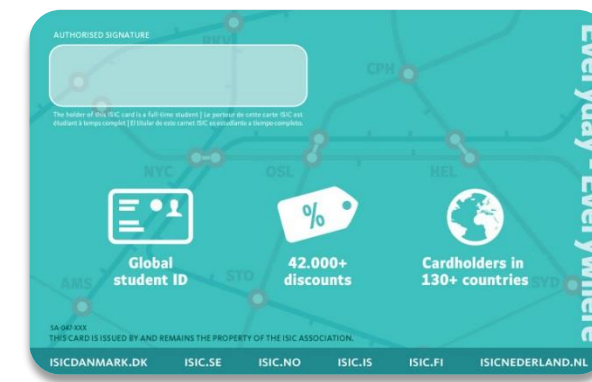 AUTHORISED SIGNATURE
RKV
CPH
The holder of this ISIC card is a full-time student | Le porteur de cette carte ISIC est
étudiant à temps complet | El titular de este carnet ISIC es estudiante a tiempo completo.
NYC
OSL
HEL
%
Global
student ID
42.000+
discounts
Cardholders in
130+ countries
AMS
STO
SYD
Everyday - Everywhere
SA-047-XXX
THIS CARD IS ISSUED BY AND REMAINS THE PROPERTY OF THE ISIC ASSOCIATION.
ISICDANMARK.DK ISIC.SE ISIC.NO ISIC.IS ISIC.FI ISICNEDERLAND.NL